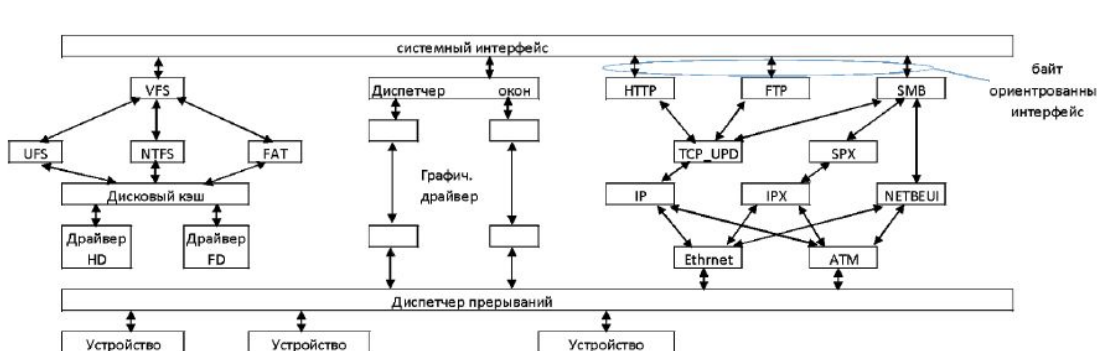 системный интерфейс
байт
ориентрованны
интерфейс
VFS
Диспетчер окон
HTTP
FTP
SMB
UFS
NTFS
FAT
TCP_UPD
SPX
Графич.
драйвер
Дисковый кэш
IP
IPX
NETBEUI
Драйвер
HD
Драйвер
FD
Ethrnet
ATM
Диспетчер прерываний
Устройство
Устройство
Устройство